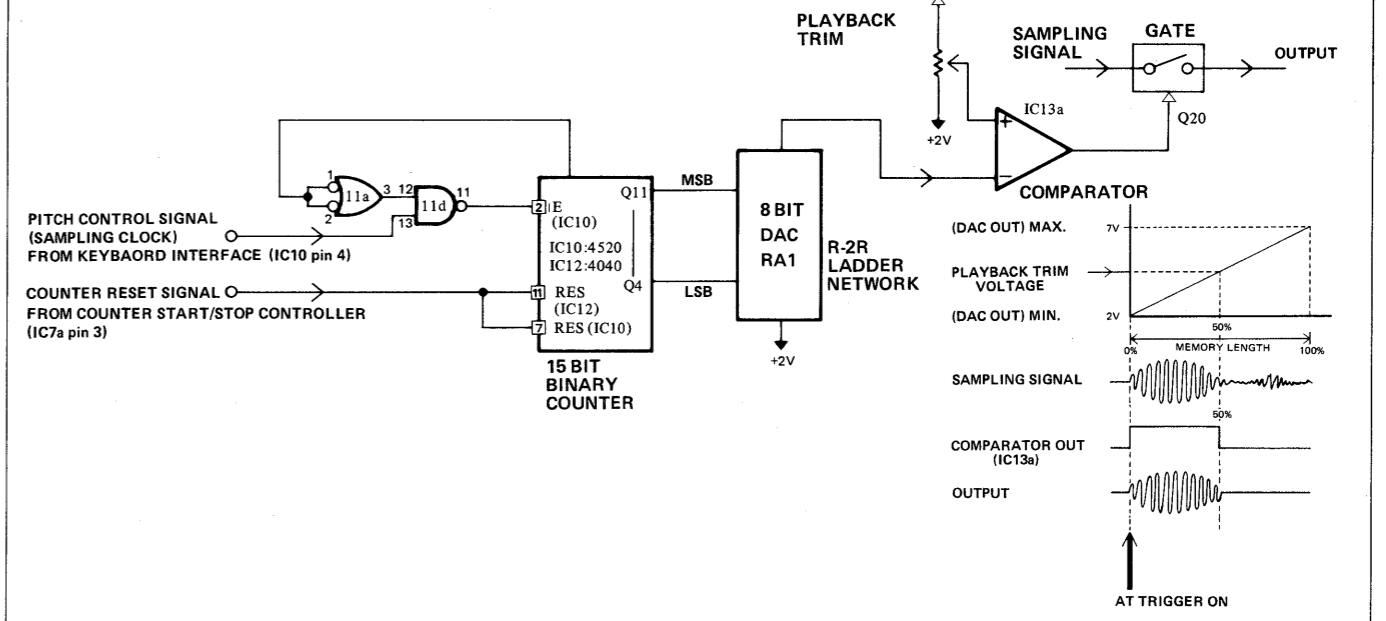 PLAYBACK
TRIM
+2V
SAMPLING
SIGNAL
GATE
OUTPUT
Q20
IC13a
+
−
COMPARATOR
1
2
11a
3
12
13
11d
11
PITCH CONTROL SIGNAL
(SAMPLING CLOCK)
FROM KEYBAORD INTERFACE (IC10 pin 4)
COUNTER RESET SIGNAL
FROM COUNTER START/STOP CONTROLLER
(IC7a pin 3)
2 E
(IC10)
IC10:4520
IC12:4040
11 RES
(IC12)
7 RES (IC10)
Q11
Q4
15 BIT
BINARY
COUNTER
MSB
LSB
8 BIT
DAC
RA1
R-2R
LADDER
NETWORK
+2V
(DAC OUT) MAX.
7V
PLAYBACK TRIM
VOLTAGE
(DAC OUT) MIN.
2V
50%
0%
MEMORY LENGTH
100%
SAMPLING SIGNAL
50%
COMPARATOR OUT
(IC13a)
OUTPUT
AT TRIGGER ON